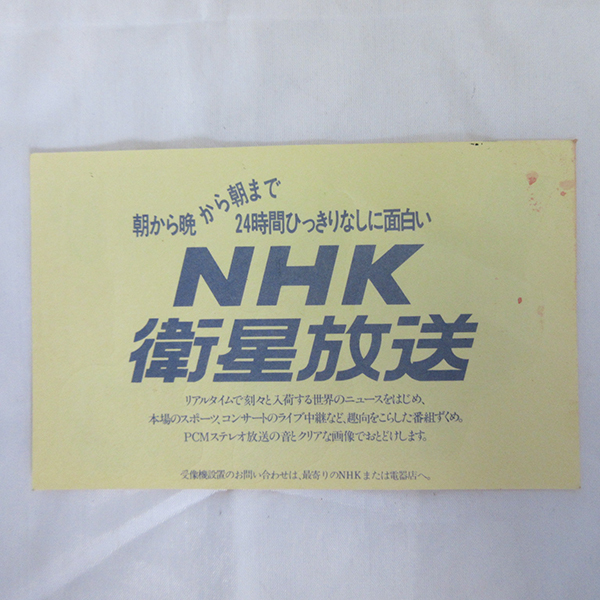 朝から晩から朝まで
24時間ひっきりなしに面白い
NHK
衛星放送
リアルタイムで刻々と入荷する世界のニュースをはじめ、
本場のスポーツ、コンサートのライブ中継など、趣向をこらした番組ずくめ。
PCMステレオ放送の音とクリアな画像でおとどけします。
受像機設置のお問い合わせは、最寄りのNHKまたは電器店へ。